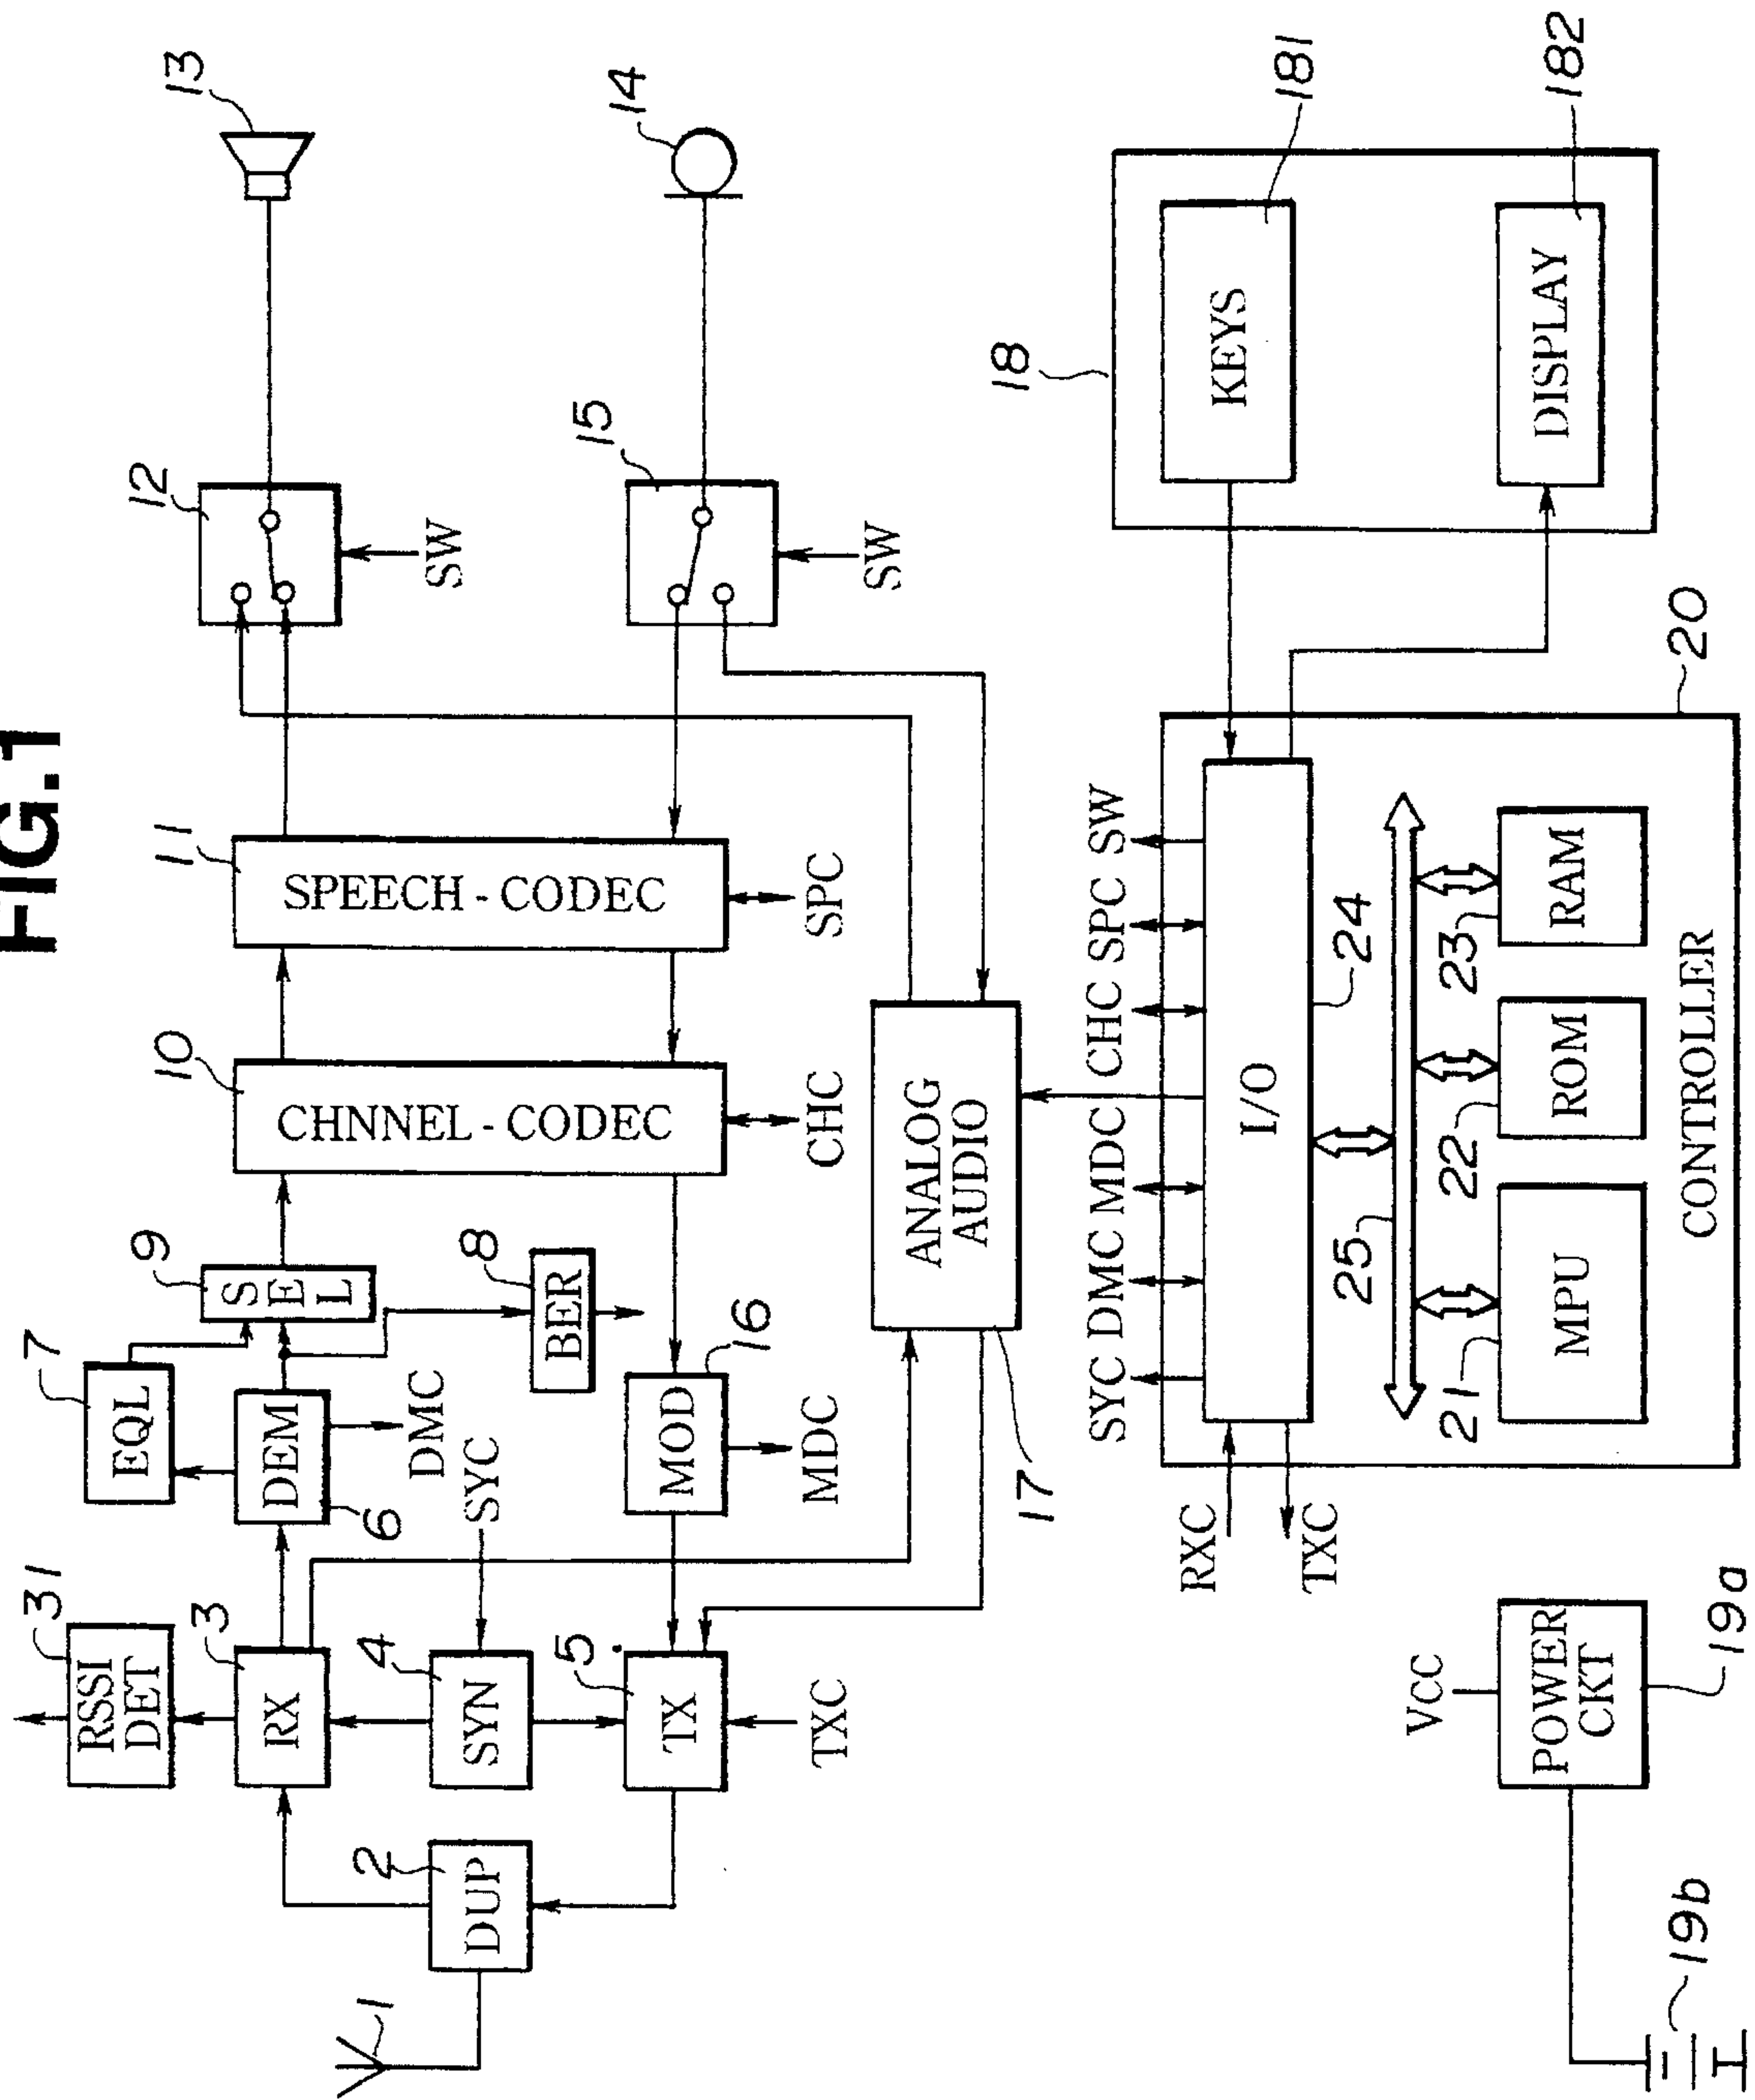 FIG.1
31
RSSI
DET
3
RX
4
SYN
SYC
5
TX
TXC
2
DUP
1
7
EQL
DEM
6
DMC
9
SEL
8
BER
MOD
16
MDC
10
CHNNEL - CODEC
CHC
11
SPEECH - CODEC
SPC
12
SW
13
15
SW
14
ANALOG
AUDIO
17
18
KEYS
181
DISPLAY
182
SYC DMC MDC CHC SPC SW
RXC
TXC
I/O
24
25
21
MPU
22
ROM
23
RAM
CONTROLLER
20
VCC
POWER
CKT
19a
19b